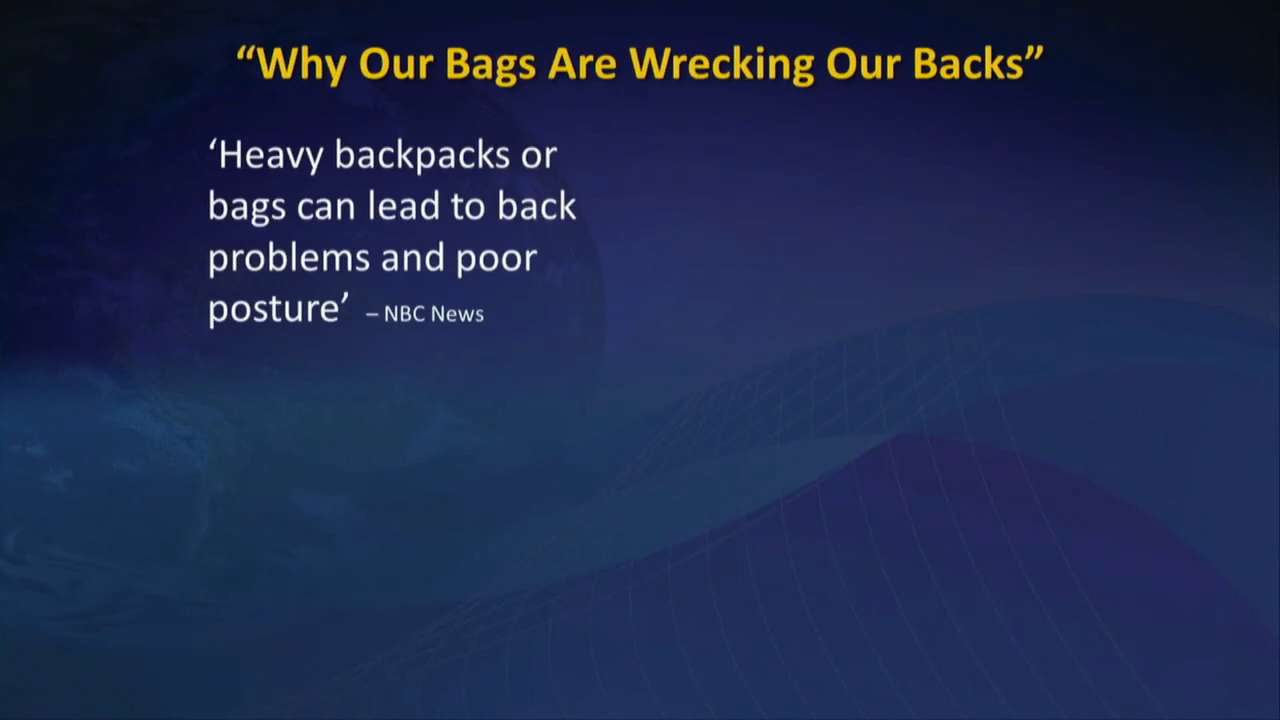 “Why Our Bags Are Wrecking Our Backs”
‘Heavy backpacks or
bags can lead to back
problems and poor
posture’ – NBC News